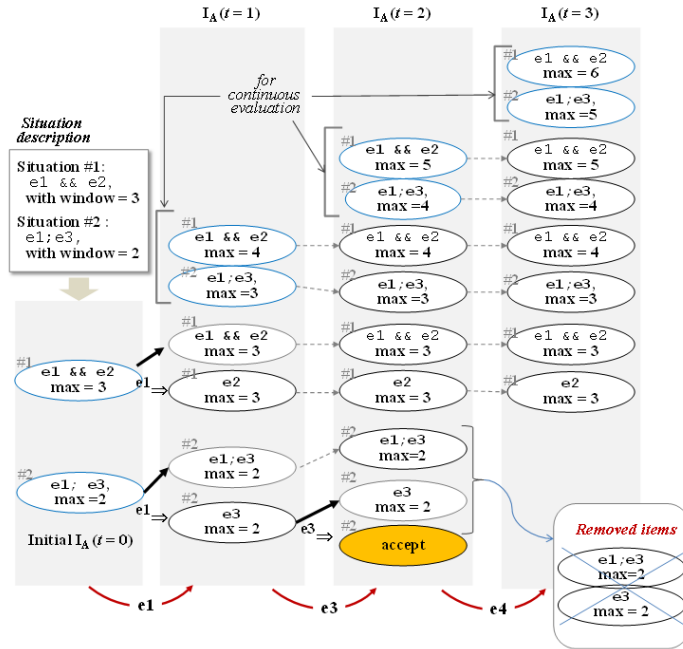 I_A (t = 1)
I_A (t = 2)
I_A (t = 3)
for
continuous
evaluation
Situation
description
Situation #1:
e1 && e2,
with window = 3
Situation #2 :
e1;e3,
with window = 2
#1
e1 && e2
max = 3
#2
e1; e3,
max =2
Initial I_A (t = 0)
#1
e1 && e2
max = 4
#2
e1;e3,
max =3
#1
e1 && e2
max = 3
e1⇒
#1
e2
max = 3
#2
e1;e3
max = 2
e1⇒
#2
e3
max = 2
#1
e1 && e2
max = 5
#2
e1;e3,
max =4
#1
e1 && e2
max = 4
#2
e1;e3,
max =3
#1
e1 && e2
max = 3
#1
e2
max = 3
#2
e1;e3
max=2
#2
e3
max = 2
e3⇒
#2
accept
#1
e1 && e2
max = 6
#2
e1;e3,
max =5
#1
e1 && e2
max = 5
#2
e1;e3,
max =4
#1
e1 && e2
max = 4
#2
e1;e3,
max =3
#1
e1 && e2
max = 3
#1
e2
max = 3
Removed items
e1;e3
max=2
e3
max = 2
e1
e3
e4